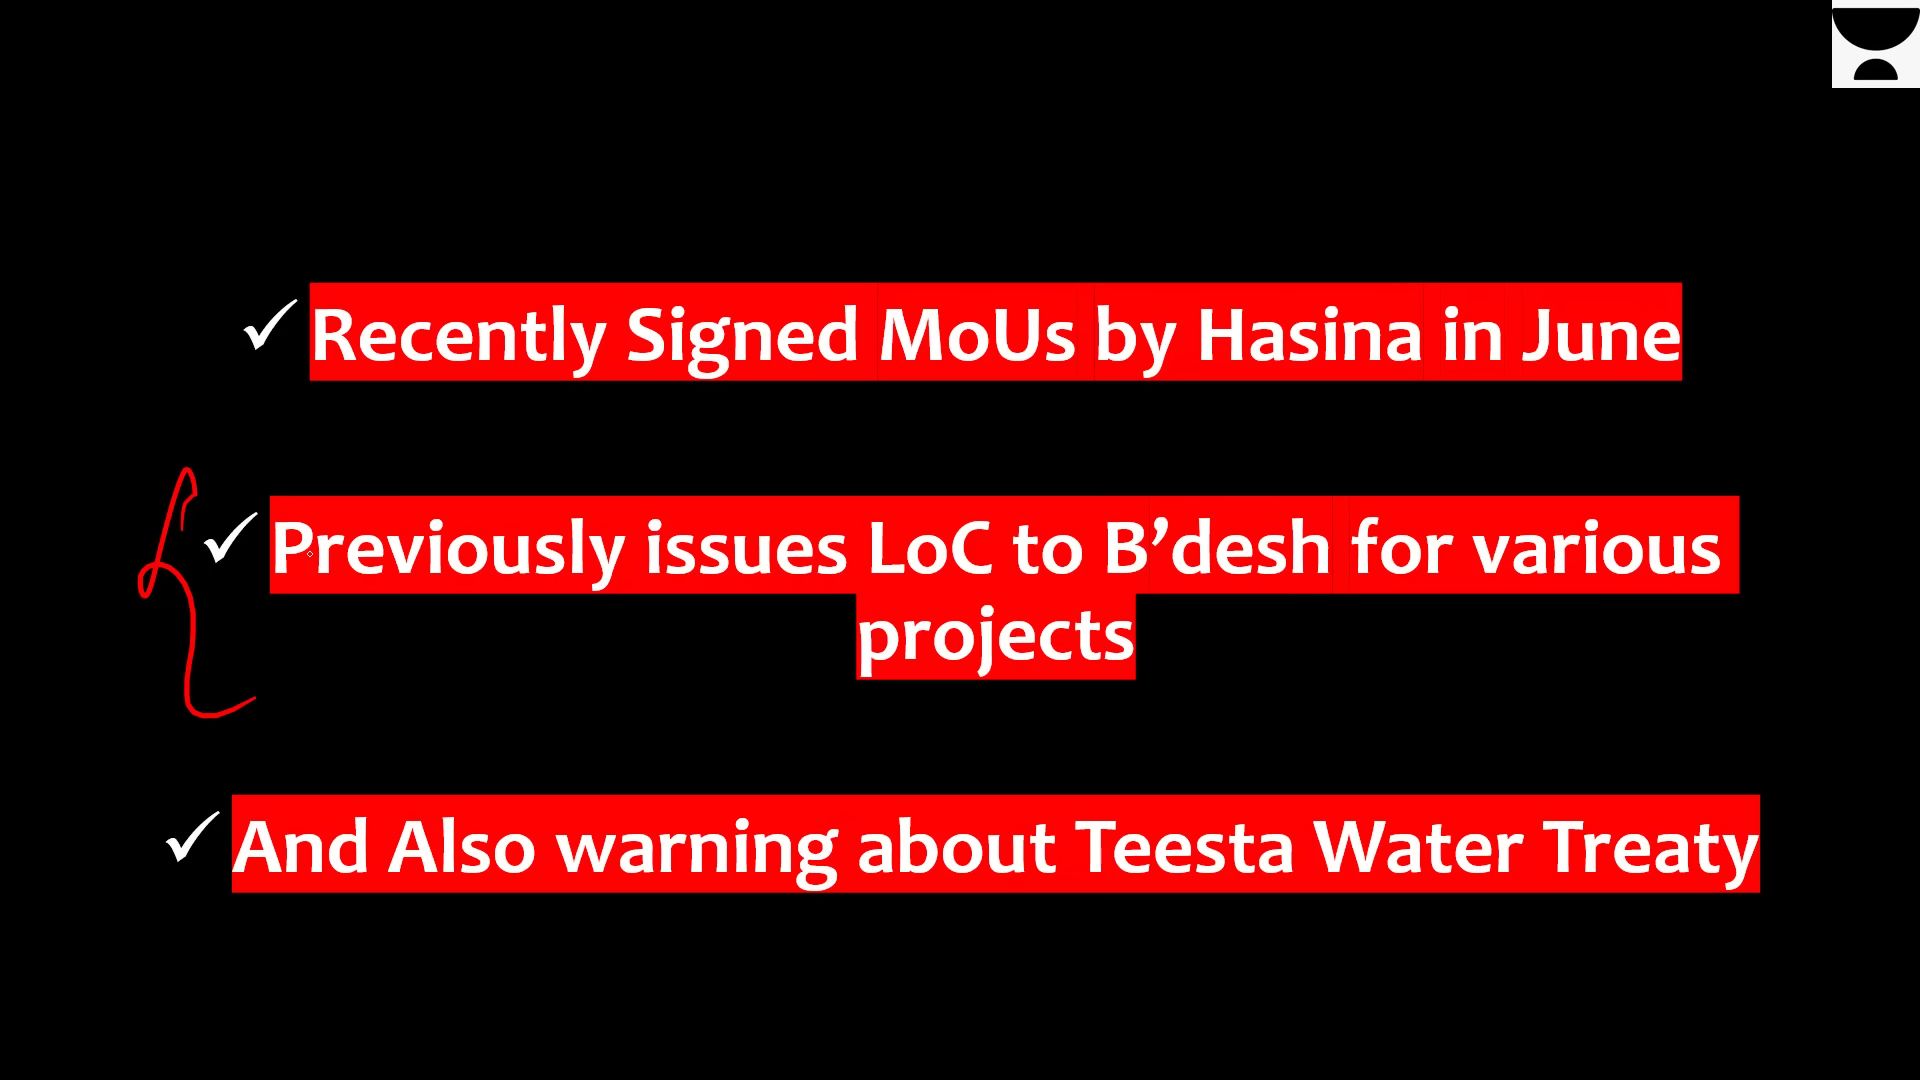 ✓ Recently Signed MoUs by Hasina in June
✓ Previously issues LoC to B’desh for various
projects
✓ And Also warning about Teesta Water Treaty